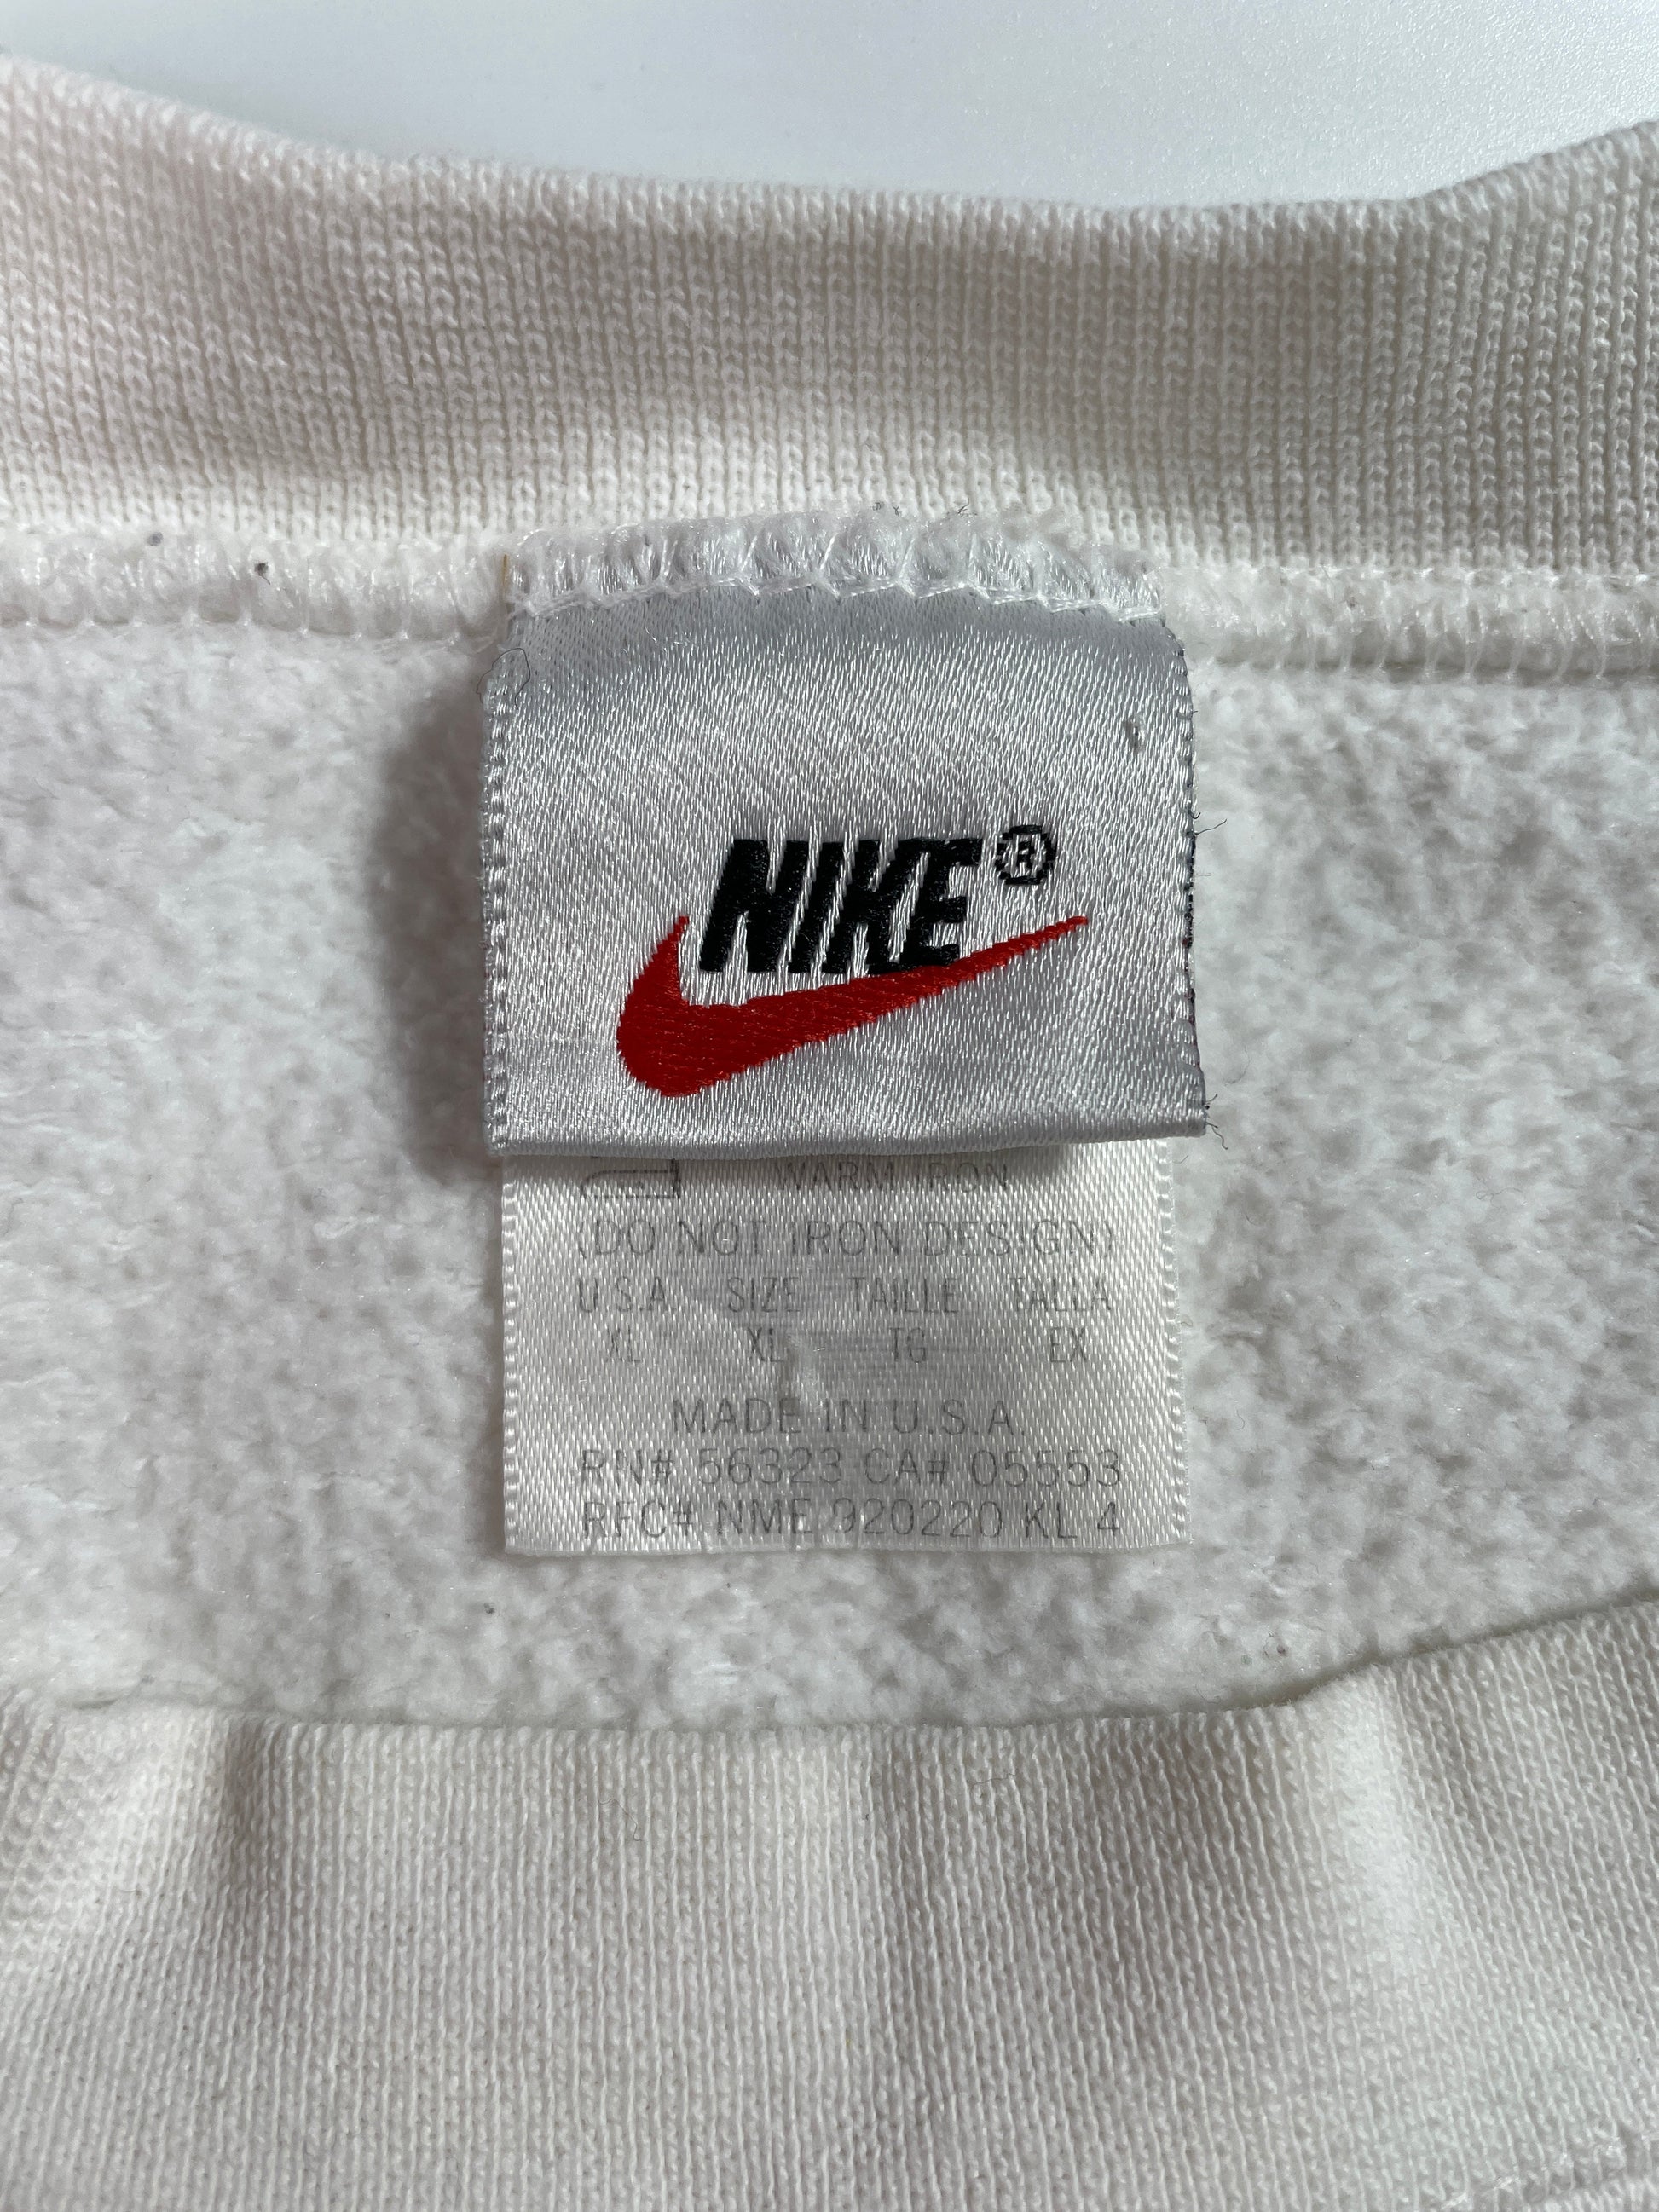 NIKE®
WARM IRON
(DO NOT IRON DESIGN)
U.S.A SIZE TAILLE TALLA
XL XL TG EX
MADE IN U.S.A.
RN# 56323 CA# 05553
RFC# NME 920220 KL 4